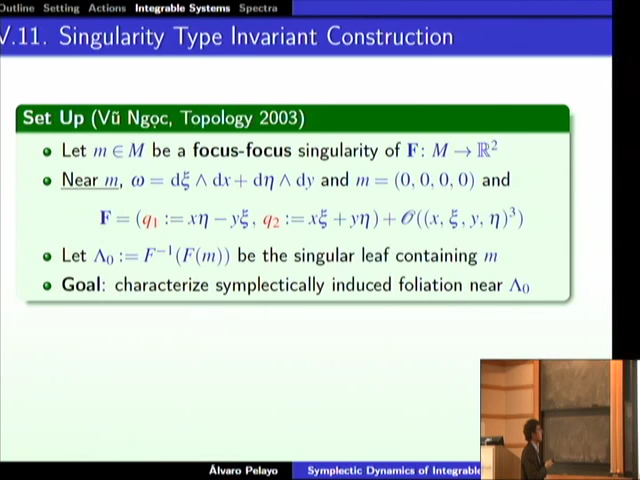 Outline Setting Actions Integrable Systems Spectra
V.11. Singularity Type Invariant Construction
Set Up (Vũ Ngọc, Topology 2003)
Let m ∈ M be a focus-focus singularity of F: M → ℝ²
Near m, ω = dξ ∧ dx + dη ∧ dy and m = (0, 0, 0, 0) and
F = (q₁ := xη − yξ, q₂ := xξ + yη) + 𝒪((x, ξ, y, η)³)
Let Λ₀ := F⁻¹(F(m)) be the singular leaf containing m
Goal: characterize symplectically induced foliation near Λ₀
Álvaro Pelayo Symplectic Dynamics of Integrable